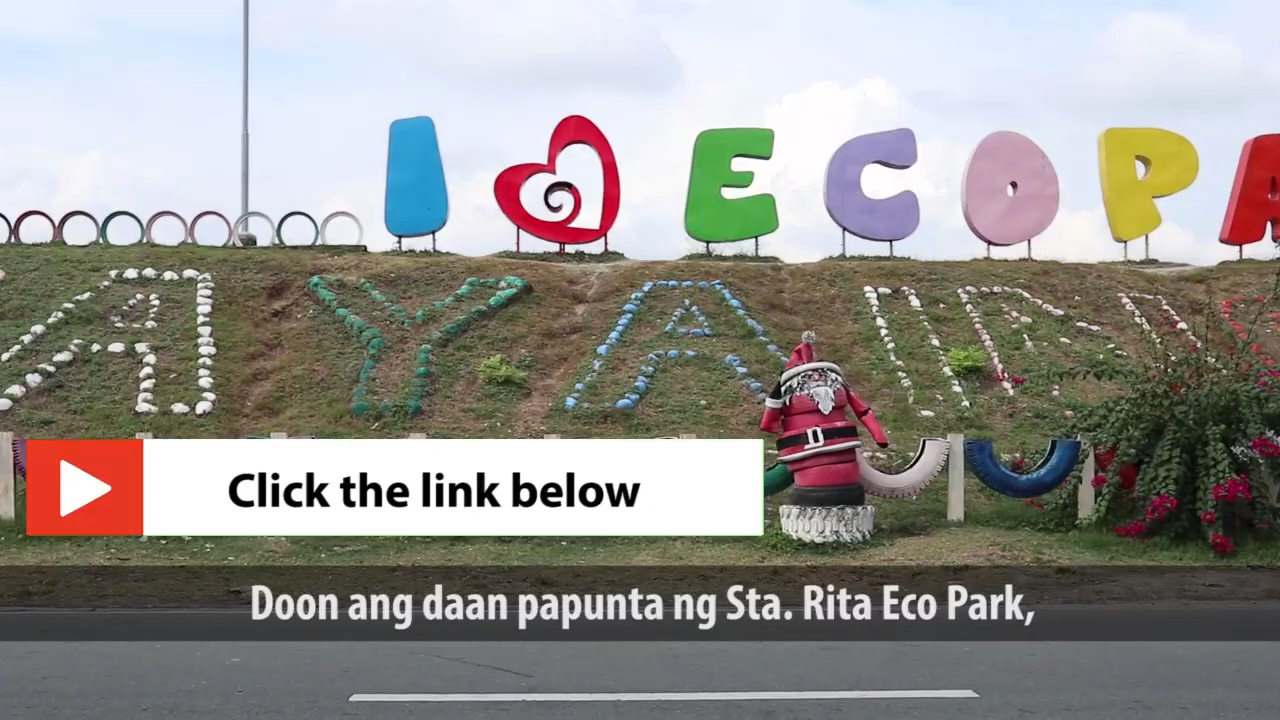 I ECOPA
Click the link below
Doon ang daan papunta ng Sta. Rita Eco Park,